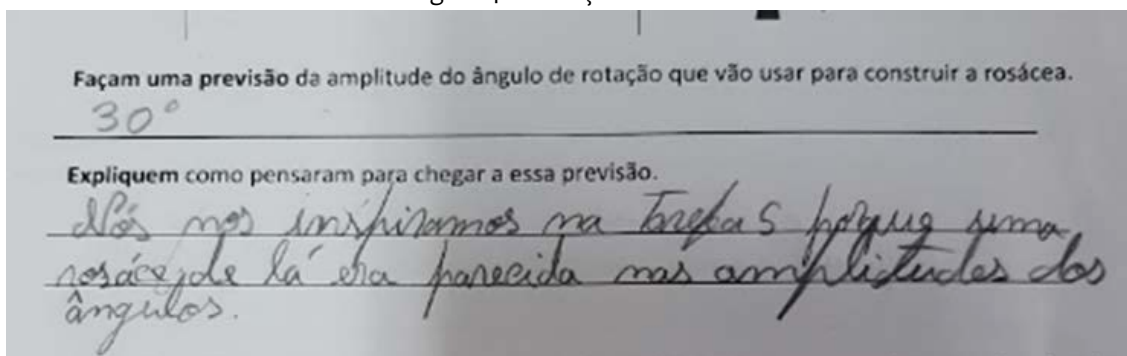 Façam uma previsão da amplitude do ângulo de rotação que vão usar para construir a rosácea.
30°
Expliquem como pensaram para chegar a essa previsão.
Nós nos inspiramos na Tarefa 5 porque uma
rosácea de lá era parecida nas amplitudes dos
ângulos.